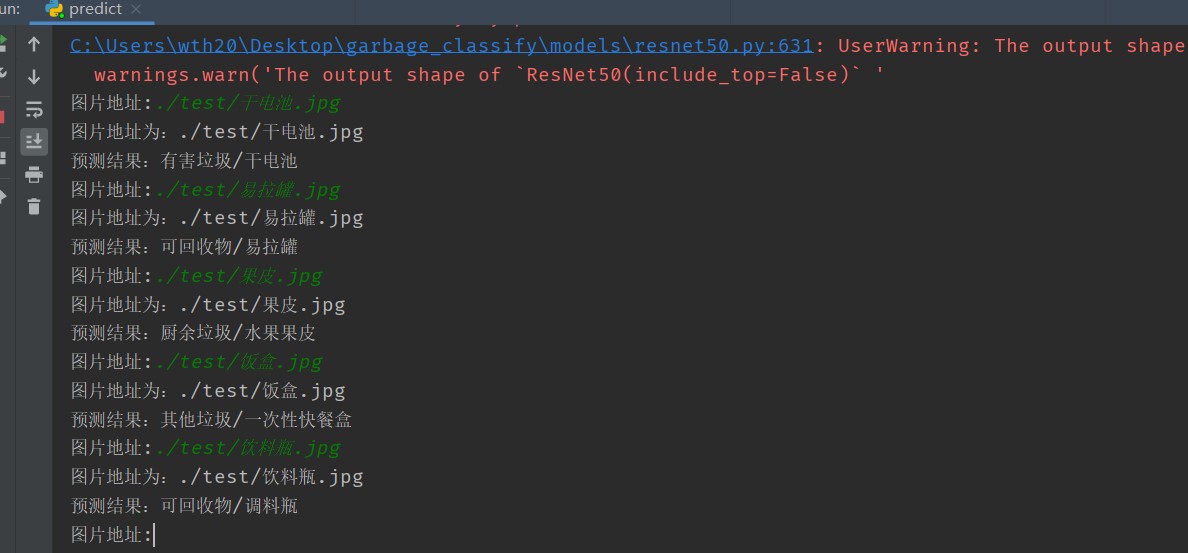 un: predict
C:\Users\wth20\Desktop\garbage_classify\models\resnet50.py:631: UserWarning: The output shape
warnings.warn('The output shape of `ResNet50(include_top=False)` '
图片地址:./test/干电池.jpg
图片地址为: ./test/干电池.jpg
预测结果: 有害垃圾/干电池
图片地址:./test/易拉罐.jpg
图片地址为: ./test/易拉罐.jpg
预测结果: 可回收物/易拉罐
图片地址:./test/果皮.jpg
图片地址为: ./test/果皮.jpg
预测结果: 厨余垃圾/水果果皮
图片地址:./test/饭盒.jpg
图片地址为: ./test/饭盒.jpg
预测结果: 其他垃圾/一次性快餐盒
图片地址:./test/饮料瓶.jpg
图片地址为: ./test/饮料瓶.jpg
预测结果: 可回收物/调料瓶
图片地址: